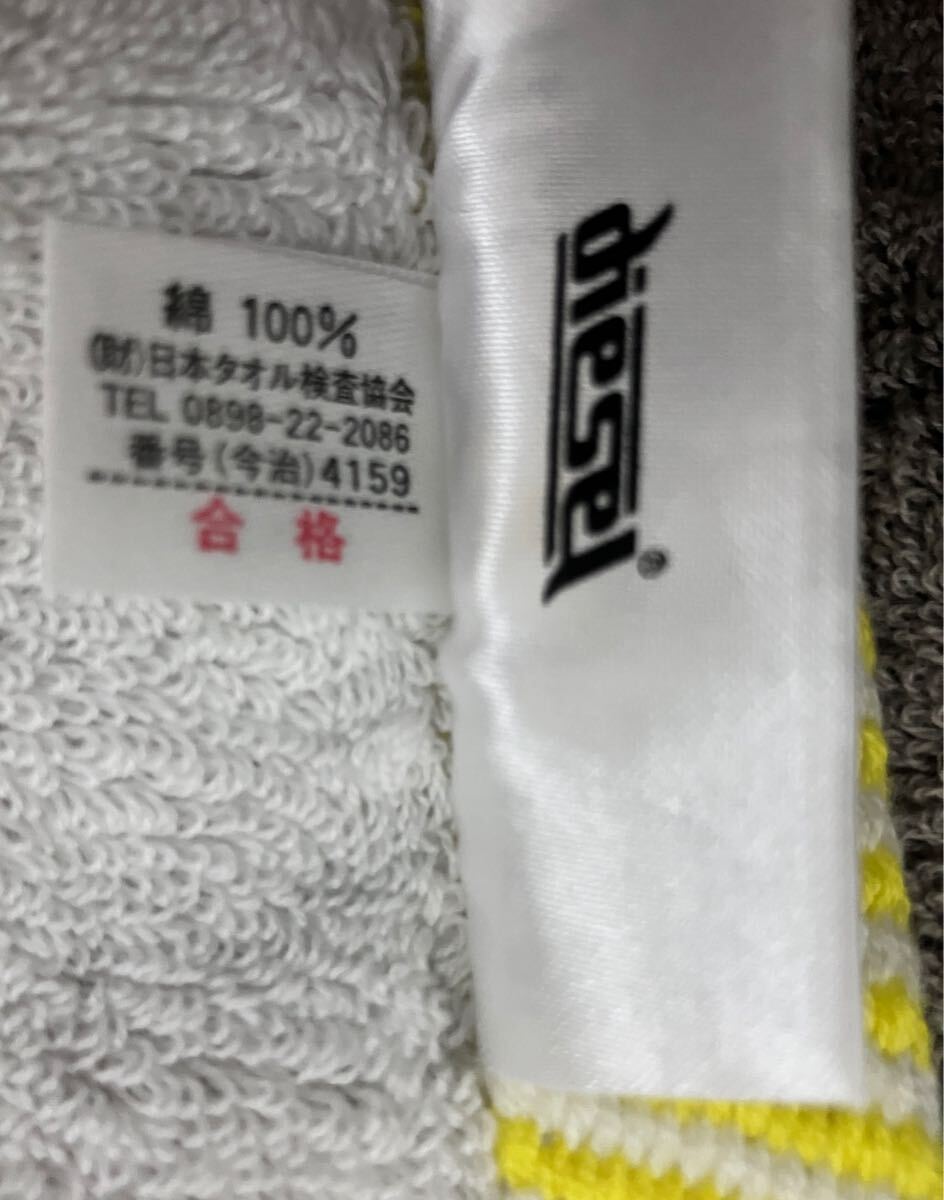 綿 100%
(財)日本タオル検査協会
TEL 0898-22-2086
番号(今治)4159
合格
diesel®